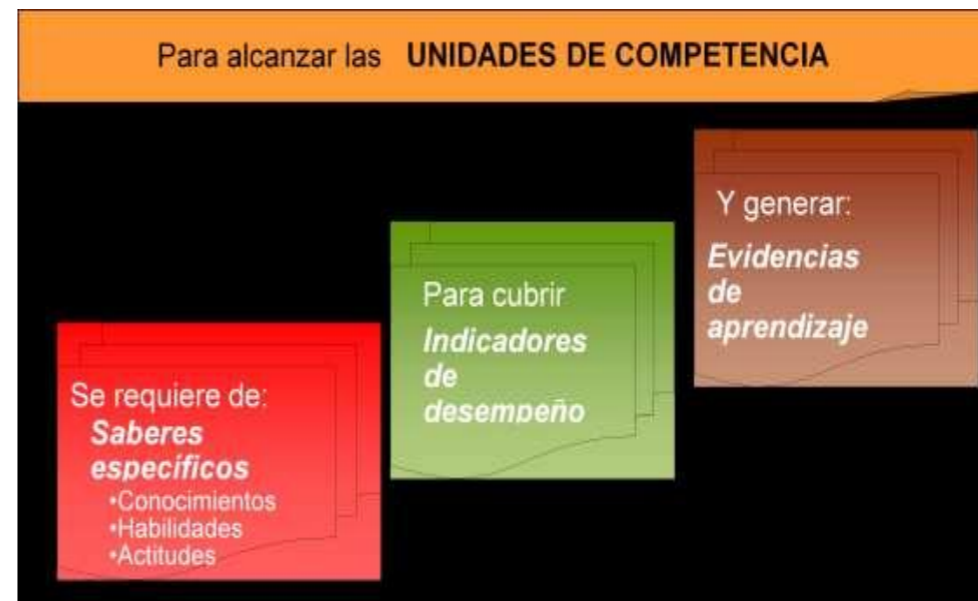 Para alcanzar las UNIDADES DE COMPETENCIA
Se requiere de:
Saberes
específicos
•Conocimientos
•Habilidades
•Actitudes
Para cubrir
Indicadores
de
desempeño
Y generar:
Evidencias
de
aprendizaje